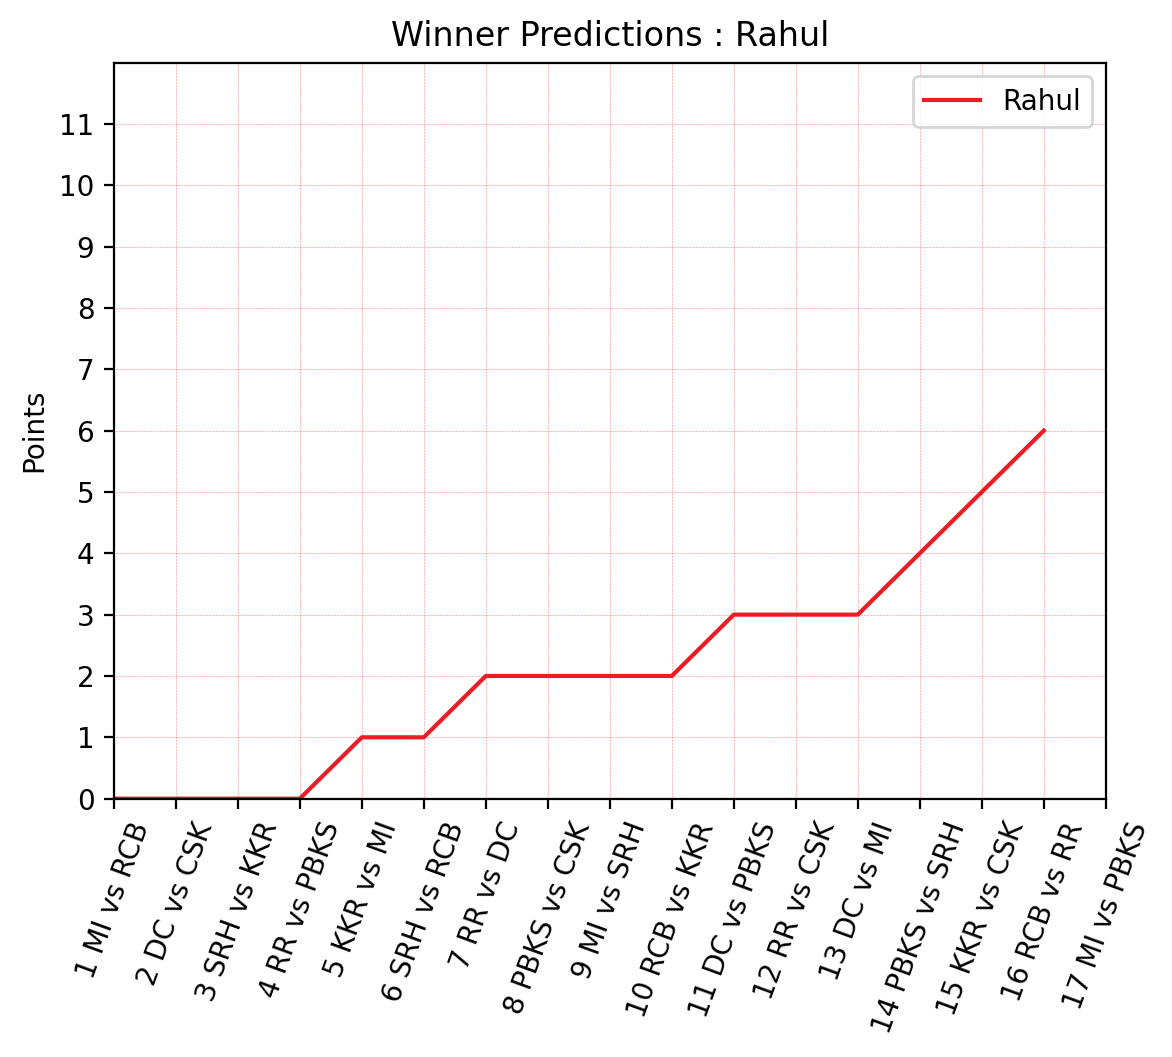 Winner Predictions : Rahul
Rahul
Points
11
10
9
8
7
6
5
4
3
2
1
0
1 MI vs RCB
2 DC vs CSK
3 SRH vs KKR
4 RR vs PBKS
5 KKR vs MI
6 SRH vs RCB
7 RR vs DC
8 PBKS vs CSK
9 MI vs SRH
10 RCB vs KKR
11 DC vs PBKS
12 RR vs CSK
13 DC vs MI
14 PBKS vs SRH
15 KKR vs CSK
16 RCB vs RR
17 MI vs PBKS